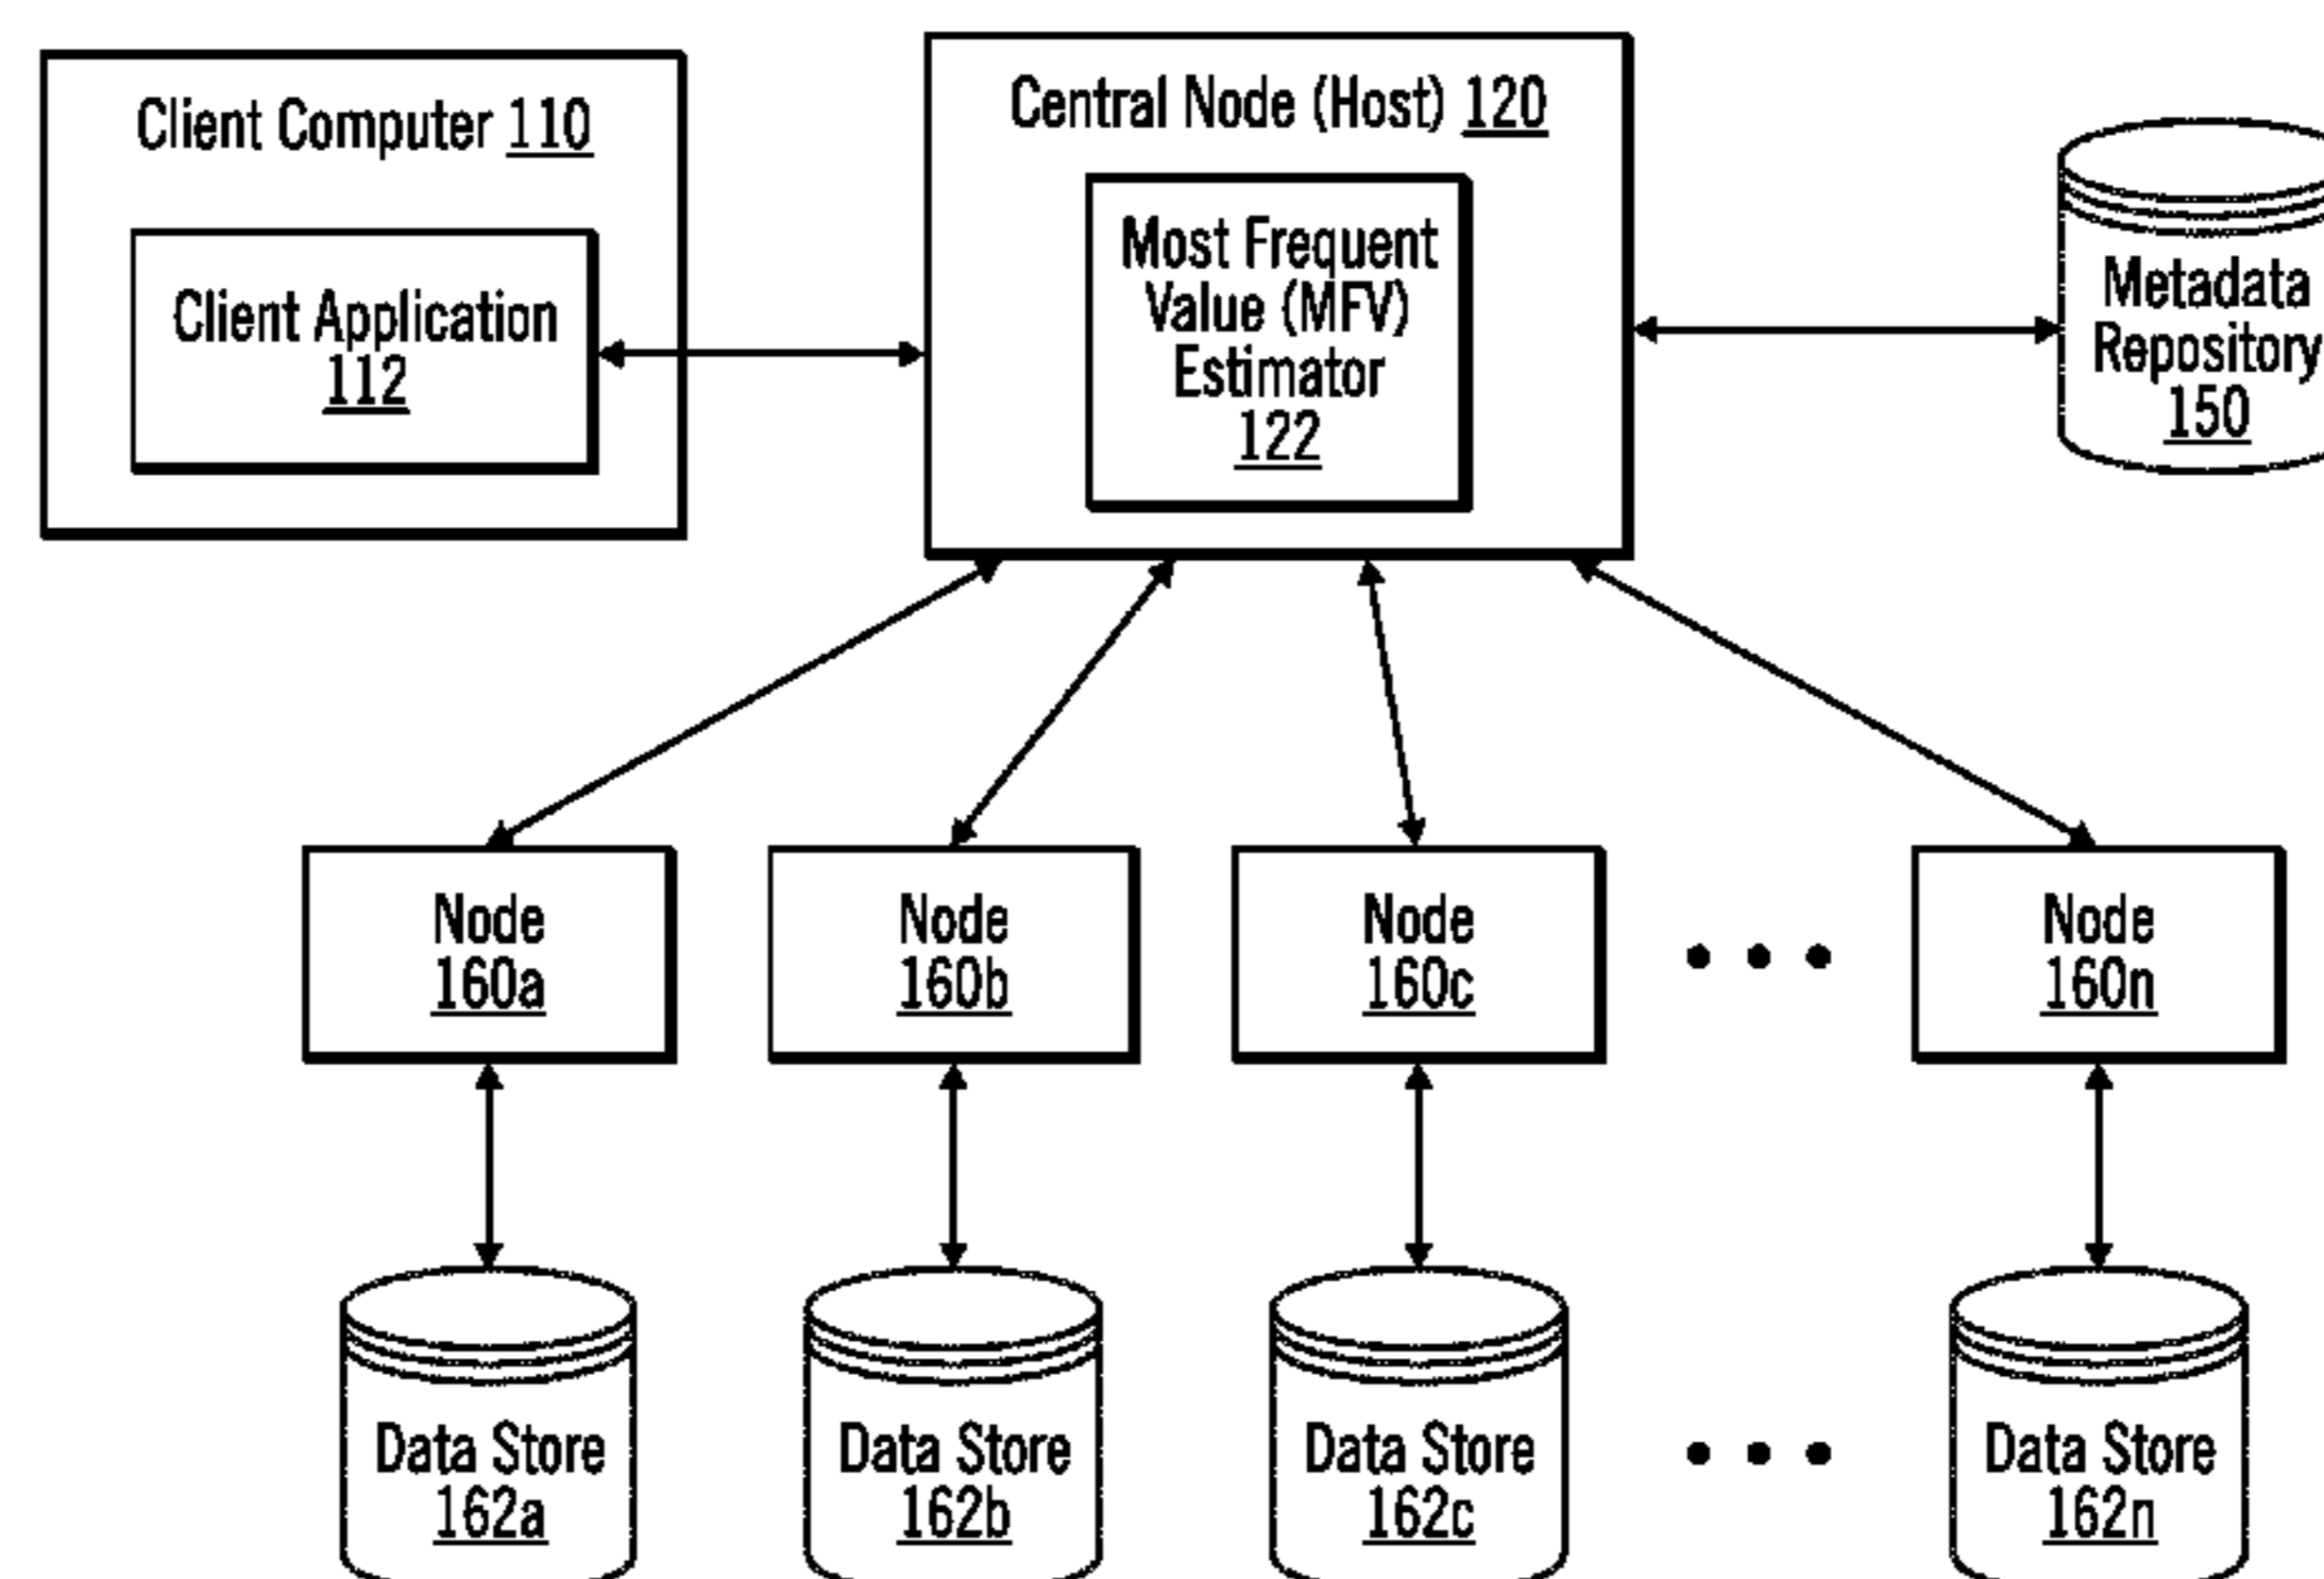 Client Computer 110
Client Application
112
Central Node (Host) 120
Most Frequent
Value (MFV)
Estimator
122
Metadata
Repository
150
Node
160a
Node
160b
Node
160c
Node
160n
Data Store
162a
Data Store
162b
Data Store
162c
Data Store
162n